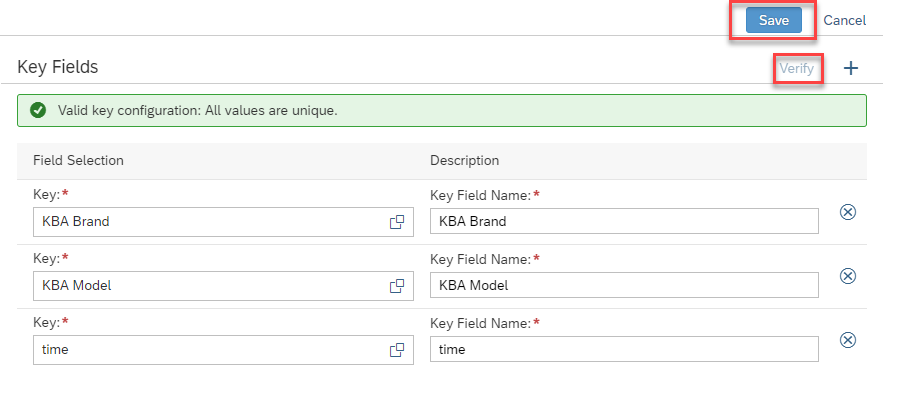 Save Cancel
Key Fields Verify +
Valid key configuration: All values are unique.
Field Selection Description
Key:* Key Field Name:*
KBA Brand KBA Brand
Key:* Key Field Name:*
KBA Model KBA Model
Key:* Key Field Name:*
time time